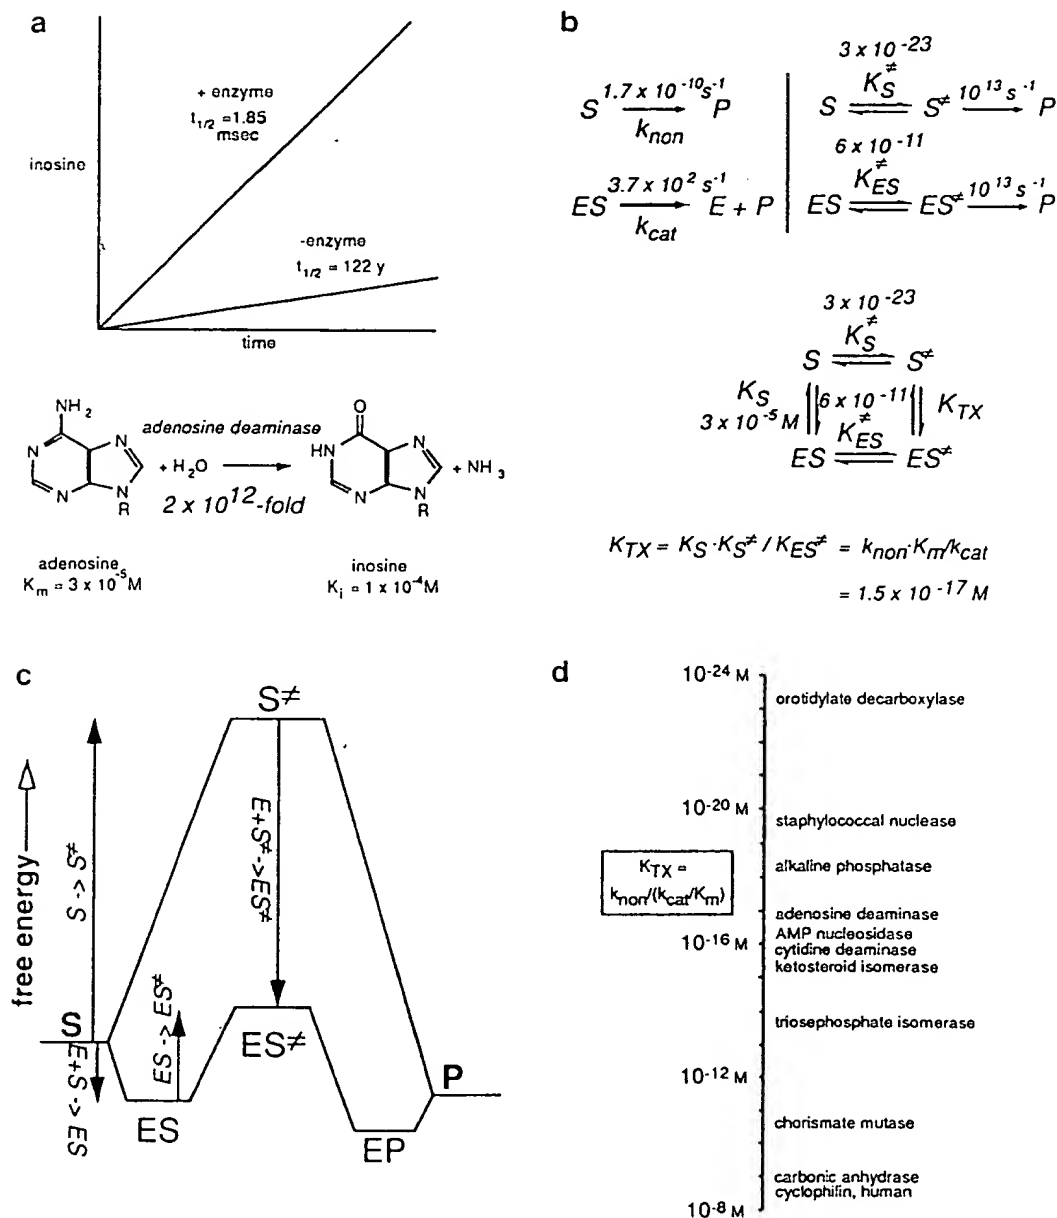 a
inosine
+ enzyme
t1/2 = 1.85
msec
-enzyme
t1/2 = 122 y
time
NH2
N
N
N
N
R
adenosine deaminase
+ H2O
2 x 10^12-fold
O
HN
N
N
N
R
+ NH3
adenosine
Km = 3 x 10^-5 M
inosine
Ki = 1 x 10^-4 M
b
S 1.7 x 10^-10 s^-1 P
knon
ES 3.7 x 10^2 s^-1 E + P
kcat
3 x 10^-23
KS≠
S S≠ 10^13 s^-1 P
6 x 10^-11
KES≠
ES ES≠ 10^13 s^-1 P
3 x 10^-23
KS≠
S S≠
KS 6 x 10^-11 KTX
3 x 10^-5 M KES≠
ES ES≠
KTX = KS·KS≠ / KES≠ = knon·Km/kcat
= 1.5 x 10^-17 M
c
free energy
S≠
S -> S≠
E+S≠->ES≠
S
E+S -> ES
ES -> ES≠
ES≠
ES
P
EP
d
10^-24 M
orotidylate decarboxylase
10^-20 M
staphylococcal nuclease
KTX =
knon/(kcat/Km)
alkaline phosphatase
adenosine deaminase
AMP nucleosidase
10^-16 M
cytidine deaminase
ketosteroid isomerase
triosephosphate isomerase
10^-12 M
chorismate mutase
carbonic anhydrase
cyclophilin, human
10^-8 M